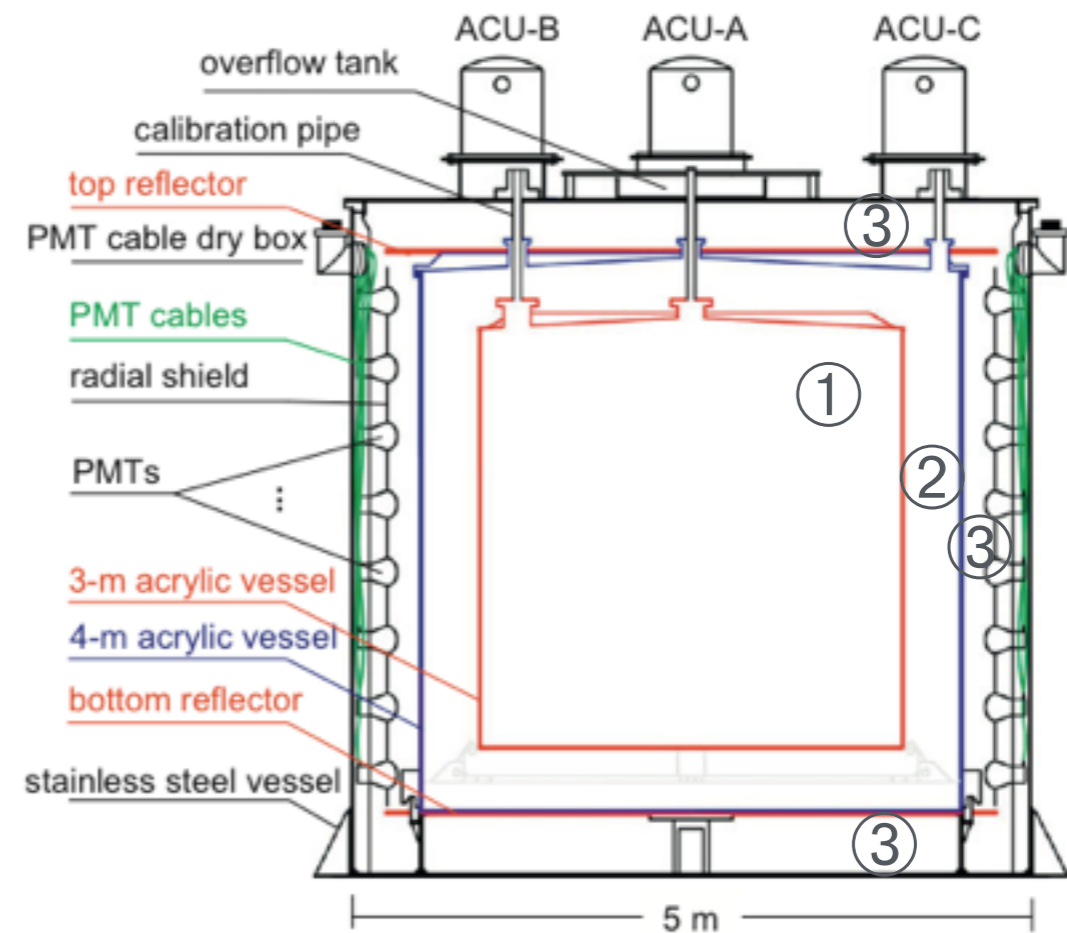 ACU-B
ACU-A
ACU-C
overflow tank
calibration pipe
top reflector
PMT cable dry box
PMT cables
radial shield
PMTs
3-m acrylic vessel
4-m acrylic vessel
bottom reflector
stainless steel vessel
③
①
②
③
③
5 m